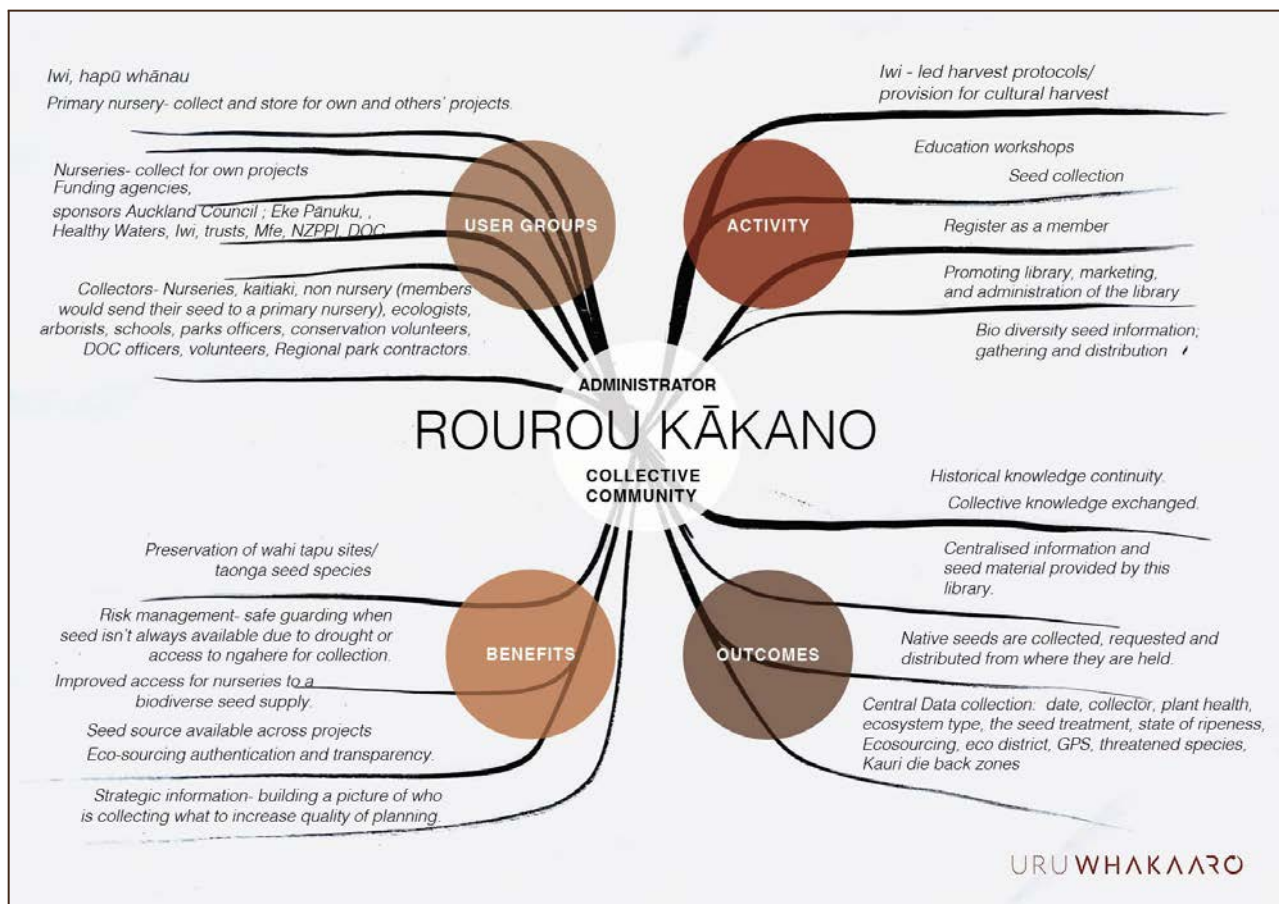 Iwi, hapū whānau
Primary nursery- collect and store for own and others' projects.
Nurseries- collect for own projects
Funding agencies,
sponsors Auckland Council ; Eke Pānuku, ,
Healthy Waters, Iwi, trusts, Mfe, NZPPI, DOC
Collectors- Nurseries, kaitiaki, non nursery (members
would send their seed to a primary nursery), ecologists,
arborists, schools, parks officers, conservation volunteers,
DOC officers, volunteers, Regional park contractors.
USER GROUPS
Iwi - led harvest protocols/
provision for cultural harvest
Education workshops
Seed collection
Register as a member
Promoting library, marketing,
and administration of the library
Bio diversity seed information;
gathering and distribution
ACTIVITY
ADMINISTRATOR
ROUROU KĀKANO
COLLECTIVE
COMMUNITY
Preservation of wahi tapu sites/
taonga seed species
Risk management- safe guarding when
seed isn't always available due to drought or
access to ngahere for collection.
Improved access for nurseries to a
biodiverse seed supply.
Seed source available across projects
Eco-sourcing authentication and transparency.
Strategic information- building a picture of who
is collecting what to increase quality of planning.
BENEFITS
Historical knowledge continuity.
Collective knowledge exchanged.
Centralised information and
seed material provided by this
library.
Native seeds are collected, requested and
distributed from where they are held.
Central Data collection: date, collector, plant health,
ecosystem type, the seed treatment, state of ripeness,
Ecosourcing, eco district, GPS, threatened species,
Kauri die back zones
OUTCOMES
URU WHAKAARO